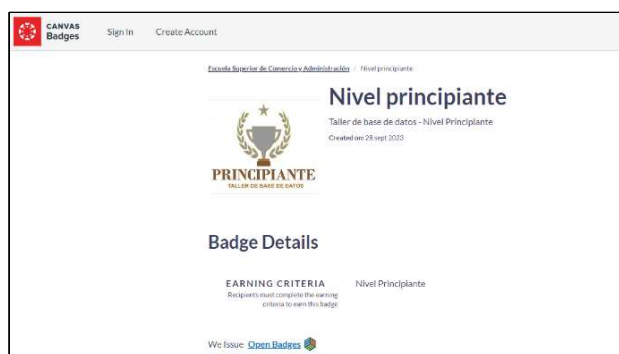 CANVAS
Badges
Sign In
Create Account
Escuela Superior de Comercio y Administración / Nivel principiante
Nivel principiante
Taller de base de datos - Nivel Principiante
Created on: 28 sept 2023
PRINCIPIANTE
TALLER DE BASE DE DATOS
Badge Details
EARNING CRITERIA
Nivel Principiante
Recipients must complete the earning
criteria to earn this badge
We Issue Open Badges